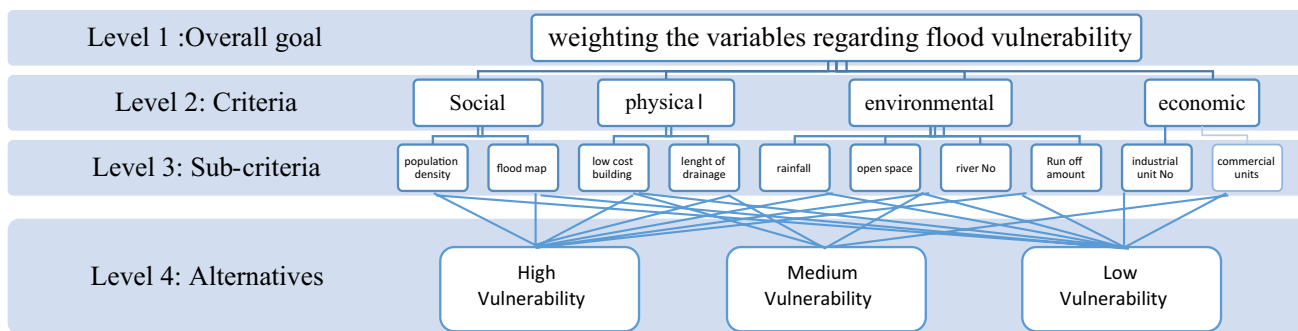 Level 1 :Overall goal
weighting the variables regarding flood vulnerability
Level 2: Criteria
Social
physical
environmental
economic
Level 3: Sub-criteria
population
density
flood map
low cost
building
lenght of
drainage
rainfall
open space
river No
Run off
amount
industrial
unit No
commercial
units
Level 4: Alternatives
High
Vulnerability
Medium
Vulnerability
Low
Vulnerability